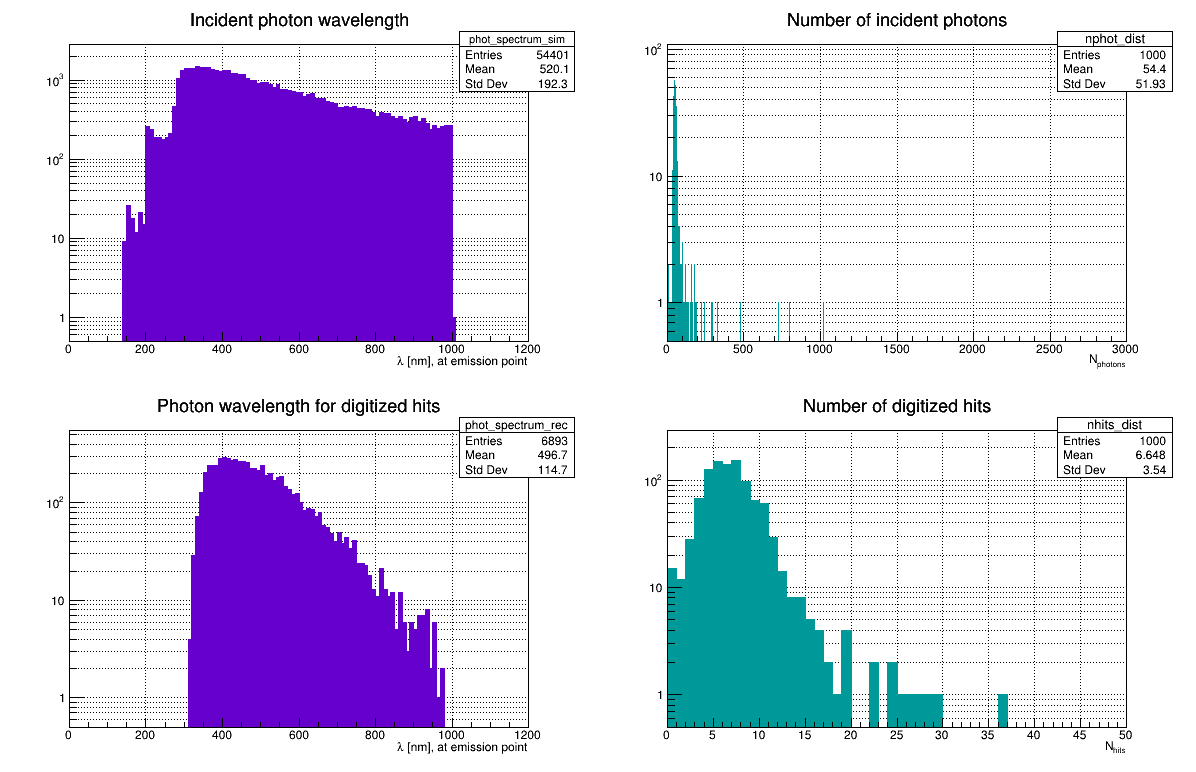 Incident photon wavelength
phot_spectrum_sim
Entries 54401
Mean 520.1
Std Dev 192.3
10³
10²
10
1
0 200 400 600 800 1000 1200
λ [nm], at emission point
Number of incident photons
nphot_dist
Entries 1000
Mean 54.4
Std Dev 51.93
10²
10
1
0 500 1000 1500 2000 2500 3000
Nphotons
Photon wavelength for digitized hits
phot_spectrum_rec
Entries 6893
Mean 496.7
Std Dev 114.7
10²
10
1
0 200 400 600 800 1000 1200
λ [nm], at emission point
Number of digitized hits
nhits_dist
Entries 1000
Mean 6.648
Std Dev 3.54
10²
10
1
0 5 10 15 20 25 30 35 40 45 50
Nhits